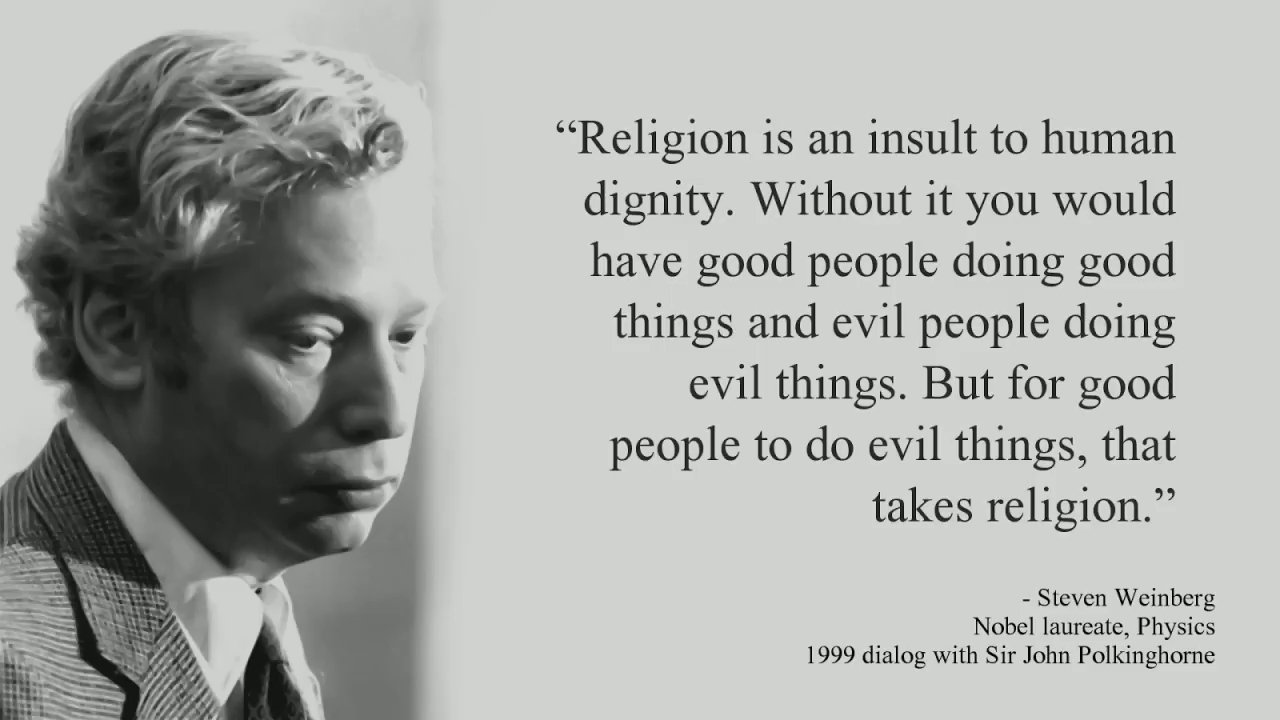 “Religion is an insult to human
dignity. Without it you would
have good people doing good
things and evil people doing
evil things. But for good
people to do evil things, that
takes religion.”
- Steven Weinberg
Nobel laureate, Physics
1999 dialog with Sir John Polkinghorne